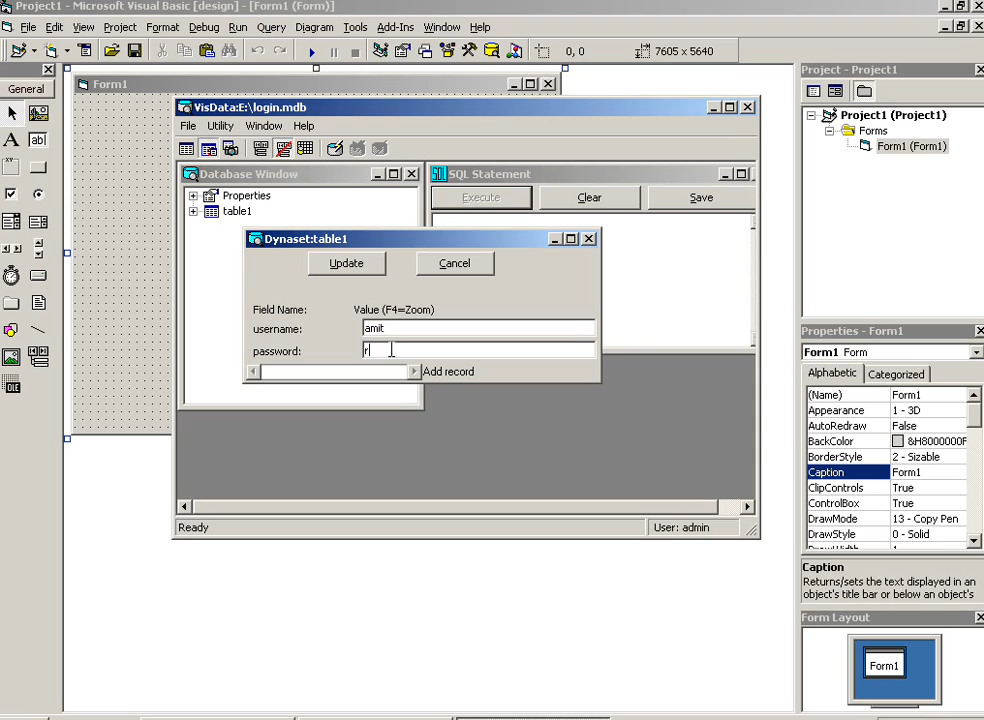 Project1 - Microsoft Visual Basic [design] - [Form1 (Form)]
File Edit View Project Format Debug Run Query Diagram Tools Add-Ins Window Help
0, 0
7605 x 5640
General
A
ab|
Form1
VisData:E:\login.mdb
File Utility Window Help
Database Window
Properties
table1
SQL Statement
Execute Clear Save
Dynaset:table1
Update Cancel
Field Name: Value (F4=Zoom)
username: amit
password: r
Add record
Ready User: admin
Project - Project1
Project1 (Project1)
Forms
Form1 (Form1)
Properties - Form1
Form1 Form
Alphabetic Categorized
(Name) Form1
Appearance 1 - 3D
AutoRedraw False
BackColor &H8000000F
BorderStyle 2 - Sizable
Caption Form1
ClipControls True
ControlBox True
DrawMode 13 - Copy Pen
DrawStyle 0 - Solid
DrawWidth 1
Caption
Returns/sets the text displayed in an
object's title bar or below an object's
Form Layout
Form1